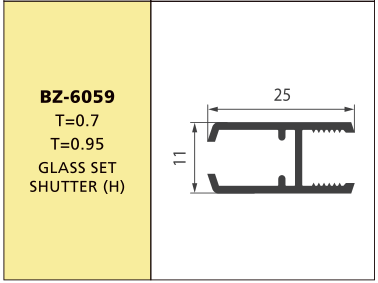 BZ-6059
T=0.7
T=0.95
GLASS SET
SHUTTER (H)
25
11